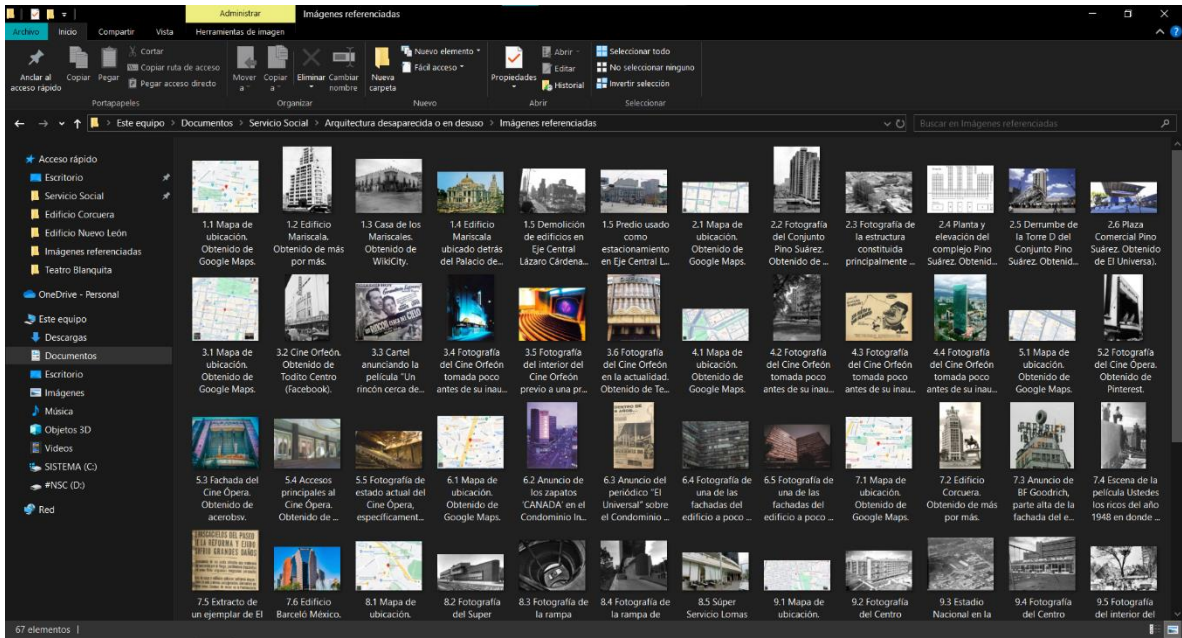 Administrar
Imágenes referenciadas
Archivo
Inicio
Compartir
Vista
Herramientas de imagen
Anclar al
acceso rápido
Copiar
Pegar
Cortar
Copiar ruta de acceso
Pegar acceso directo
Portapapeles
Mover
a
Copiar
a
Eliminar
Cambiar
nombre
Organizar
Nueva
carpeta
Nuevo elemento
Fácil acceso
Nuevo
Propiedades
Abrir
Editar
Historial
Abrir
Seleccionar todo
No seleccionar ninguno
Invertir selección
Seleccionar
Este equipo > Documentos > Servicio Social > Arquitectura desaparecida o en desuso > Imágenes referenciadas
Buscar en Imágenes referenciadas
Acceso rápido
Escritorio
Servicio Social
Edificio Corcuera
Edificio Nuevo León
Imágenes referenciadas
Teatro Blanquita
OneDrive - Personal
Este equipo
Descargas
Documentos
Escritorio
Imágenes
Música
Objetos 3D
Videos
SISTEMA (C:)
#NSC (D:)
Red
1.1 Mapa de
ubicación.
Obtenido de
Google Maps.
1.2 Edificio
Mariscala.
Obtenido de más
por más.
1.3 Casa de los
Mariscales.
Obtenido de
WikiCity.
1.4 Edificio
Mariscala
ubicado detrás
del Palacio de...
1.5 Demolición
de edificios en
Eje Central
Lázaro Cárdena...
1.5 Predio usado
como
estacionamiento
en Eje Central L...
2.1 Mapa de
ubicación.
Obtenido de
Google Maps.
2.2 Fotografía
del Conjunto
Pino Suárez.
Obtenido de ...
2.3 Fotografía de
la estructura
constituida
principalmente ...
2.4 Planta y
elevación del
complejo Pino
Suárez. Obtenid...
2.5 Derrumbe de
la Torre D del
Conjunto Pino
Suárez. Obtenid...
2.6 Plaza
Comercial Pino
Suárez. Obtenido
de El Universa).
3.1 Mapa de
ubicación.
Obtenido de
Google Maps.
3.2 Cine Orfeón.
Obtenido de
Todito Centro
(Facebook).
3.3 Cartel
anunciando la
película "Un
rincón cerca de...
3.4 Fotografía
del Cine Orfeón
tomada poco
antes de su inau...
3.5 Fotografía
del interior del
Cine Orfeón
previo a una pr...
3.6 Fotografía
del Cine Orfeón
en la actualidad.
Obtenido de Te...
4.1 Mapa de
ubicación.
Obtenido de
Google Maps.
4.2 Fotografía
del Cine Orfeón
tomada poco
antes de su inau...
4.3 Fotografía
del Cine Orfeón
tomada poco
antes de su inau...
4.4 Fotografía
del Cine Orfeón
tomada poco
antes de su inau...
5.1 Mapa de
ubicación.
Obtenido de
Google Maps.
5.2 Fotografía
del Cine Ópera.
Obtenido de
Pinterest.
5.3 Fachada del
Cine Ópera.
Obtenido de
acerobsv.
5.4 Accesos
principales al
Cine Ópera.
Obtenido de ...
5.5 Fotografía de
estado actual del
Cine Ópera,
específicament...
6.1 Mapa de
ubicación.
Obtenido de
Google Maps.
6.2 Anuncio de
los zapatos
'CANADA' en el
Condominio In...
6.3 Anuncio del
periódico "El
Universal" sobre
el Condominio ...
6.4 Fotografía de
una de las
fachadas del
edificio a poco ...
6.5 Fotografía de
una de las
fachadas del
edificio a poco ...
7.1 Mapa de
ubicación.
Obtenido de
Google Maps.
7.2 Edificio
Corcuera.
Obtenido de más
por más.
7.3 Anuncio de
BF Goodrich,
parte alta de la
fachada del e...
7.4 Escena de la
película Ustedes
los ricos del año
1948 en donde ...
7.5 Extracto de
un ejemplar de El
7.6 Edificio
Barceló México.
8.1 Mapa de
ubicación.
8.2 Fotografía
del Super
8.3 Fotografía de
la rampa
8.4 Fotografía de
la rampa de
8.5 Súper
Servicio Lomas
9.1 Mapa de
ubicación.
9.2 Fotografía
del Centro
9.3 Estadio
Nacional en la
9.4 Fotografía
del Centro
9.5 Fotografía
del interior del
67 elementos